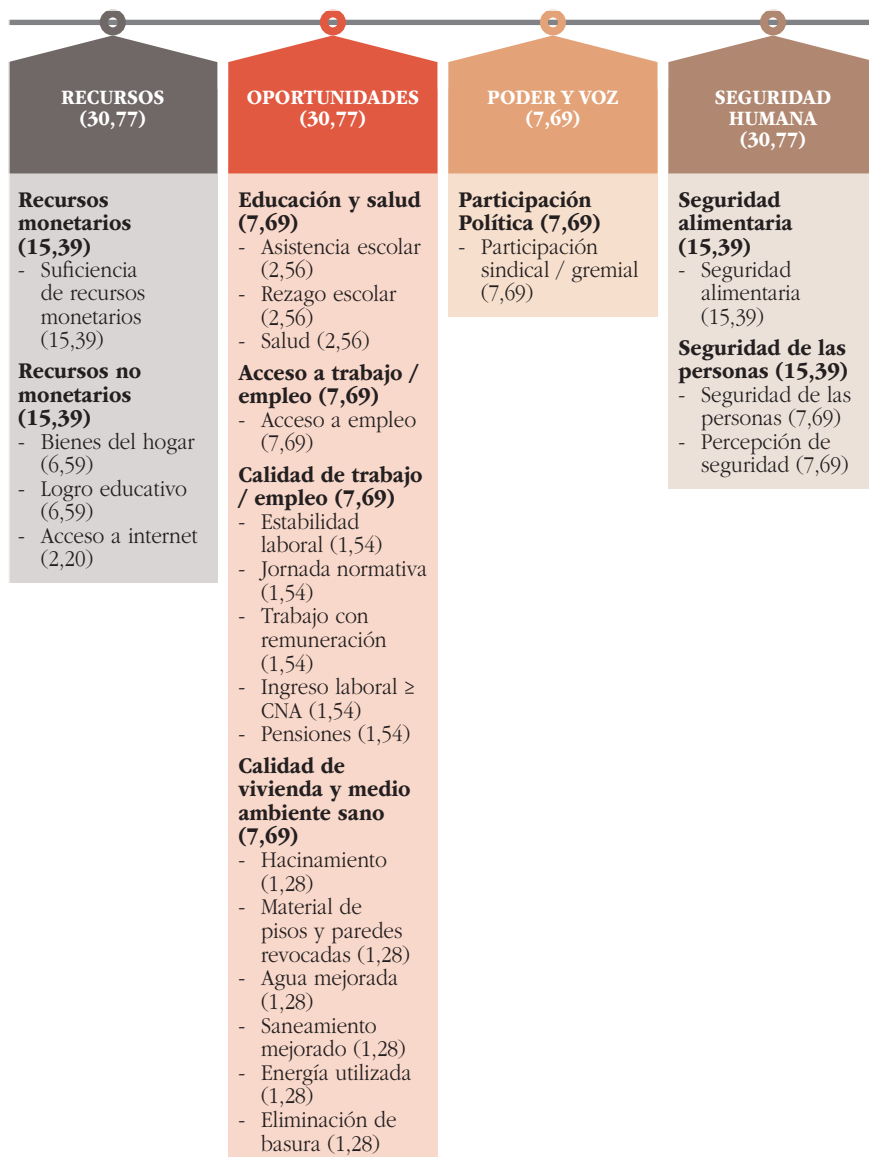 RECURSOS
(30,77)
Recursos
monetarios
(15,39)
- Suficiencia
de recursos
monetarios
(15,39)
Recursos no
monetarios
(15,39)
- Bienes del hogar
(6,59)
- Logro educativo
(6,59)
- Acceso a internet
(2,20)
OPORTUNIDADES
(30,77)
Educación y salud
(7,69)
- Asistencia escolar
(2,56)
- Rezago escolar
(2,56)
- Salud (2,56)
Acceso a trabajo /
empleo (7,69)
- Acceso a empleo
(7,69)
Calidad de trabajo
/ empleo (7,69)
- Estabilidad
laboral (1,54)
- Jornada normativa
(1,54)
- Trabajo con
remuneración
(1,54)
- Ingreso laboral ≥
CNA (1,54)
- Pensiones (1,54)
Calidad de
vivienda y medio
ambiente sano
(7,69)
- Hacinamiento
(1,28)
- Material de
pisos y paredes
revocadas (1,28)
- Agua mejorada
(1,28)
- Saneamiento
mejorado (1,28)
- Energía utilizada
(1,28)
- Eliminación de
basura (1,28)
PODER Y VOZ
(7,69)
Participación
Política (7,69)
- Participación
sindical / gremial
(7,69)
SEGURIDAD
HUMANA
(30,77)
Seguridad
alimentaria
(15,39)
- Seguridad
alimentaria
(15,39)
Seguridad de las
personas (15,39)
- Seguridad de las
personas (7,69)
- Percepción de
seguridad (7,69)